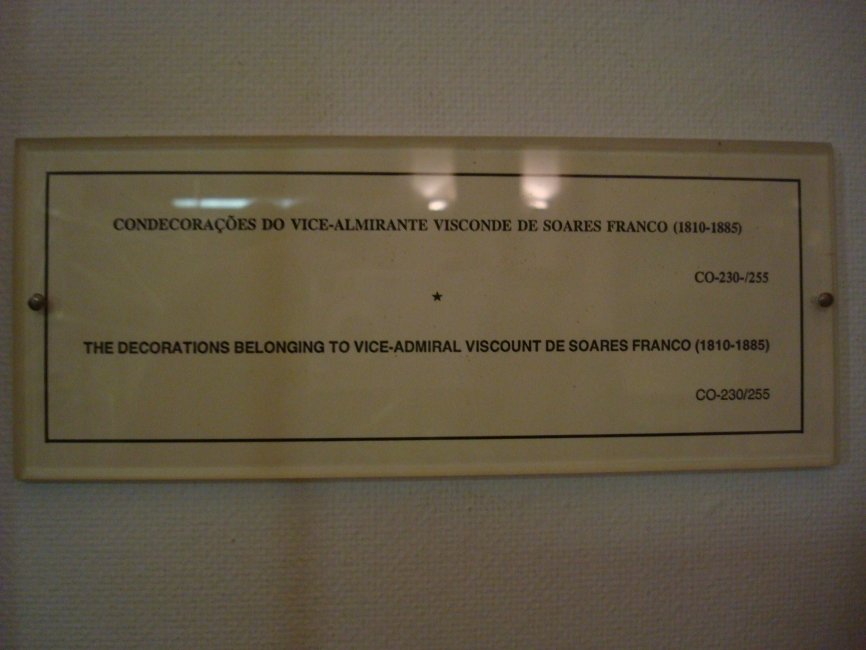 CONDECORAÇÕES DO VICE-ALMIRANTE VISCONDE DE SOARES FRANCO (1810-1885)
CO-230-/255
★
THE DECORATIONS BELONGING TO VICE-ADMIRAL VISCOUNT DE SOARES FRANCO (1810-1885)
CO-230/255